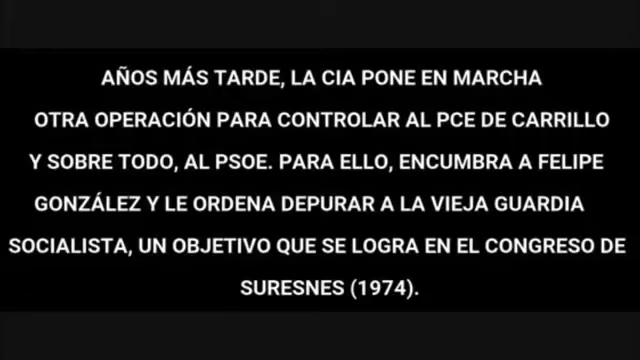 AÑOS MÁS TARDE, LA CIA PONE EN MARCHA
OTRA OPERACIÓN PARA CONTROLAR AL PCE DE CARRILLO
Y SOBRE TODO, AL PSOE. PARA ELLO, ENCUMBRA A FELIPE
GONZÁLEZ Y LE ORDENA DEPURAR A LA VIEJA GUARDIA
SOCIALISTA, UN OBJETIVO QUE SE LOGRA EN EL CONGRESO DE
SURESNES (1974).